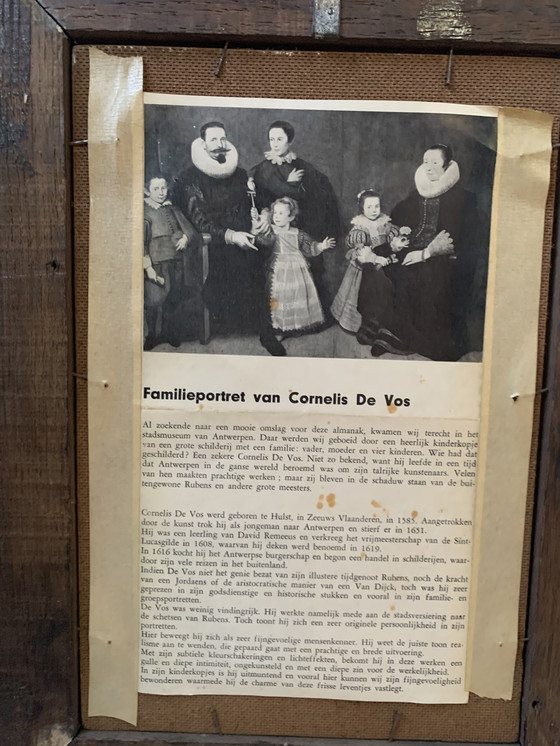 Familieportret van Cornelis De Vos
Al zoekende naar een mooie omslag voor deze almanak, kwamen wij terecht in het
stadsmuseum van Antwerpen. Daar werden wij geboeid door een heerlijk kinderkopje
van een grote schilderij met een familie: vader, moeder en vier kinderen. Wie had dat
geschilderd? Een zekere Cornelis De Vos. Niet zo bekend, want hij leefde in een tijd
dat Antwerpen in de ganse wereld beroemd was om zijn talrijke kunstenaars. Velen
van hen maakten prachtige werken; maar zij bleven in de schaduw staan van de bui-
tengewone Rubens en andere grote meesters.
Cornelis De Vos werd geboren te Hulst, in Zeeuws Vlaanderen, in 1585. Aangetrokken
door de kunst trok hij als jongeman naar Antwerpen en stierf er in 1651.
Hij was een leerling van David Remeeus en verkreeg het vrijmeesterschap van de Sint-
Lucasgilde in 1608, waarvan hij deken werd benoemd in 1619.
In 1616 kocht hij het Antwerpse burgerschap en begon een handel in schilderijen, waar-
door zijn vele reizen in het buitenland.
Indien De Vos niet het genie bezat van zijn illustere tijdgenoot Rubens, noch de kracht
van een Jordaens of de aristocratische manier van een Van Dijck, toch was hij zeer
geprezen in zijn godsdienstige en historische stukken en vooral in zijn familie- en
groepsportretten.
De Vos was weinig vindingrijk. Hij werkte namelijk mede aan de stadsversiering naar
de schetsen van Rubens. Toch toont hij zich een zeer originele persoonlijkheid in zijn
portretten.
Hier beweegt hij zich als zeer fijngevoelige mensenkenner. Hij weet de juiste toon rea-
lisme aan te wenden, die gepaard gaat met een prachtige en brede uitvoering.
Met zijn subtiele kleurschakeringen en lichteffekten, bekomt hij in deze werken een
gulle en diepe intimiteit, ongekunsteld en met een diepe zin voor de werkelijkheid.
In zijn kinderkopjes is hij uitmuntend en vooral hier kunnen wij zijn fijngevoeligheid
bewonderen waarmede hij de charme van deze frisse leventjes vastlegt.